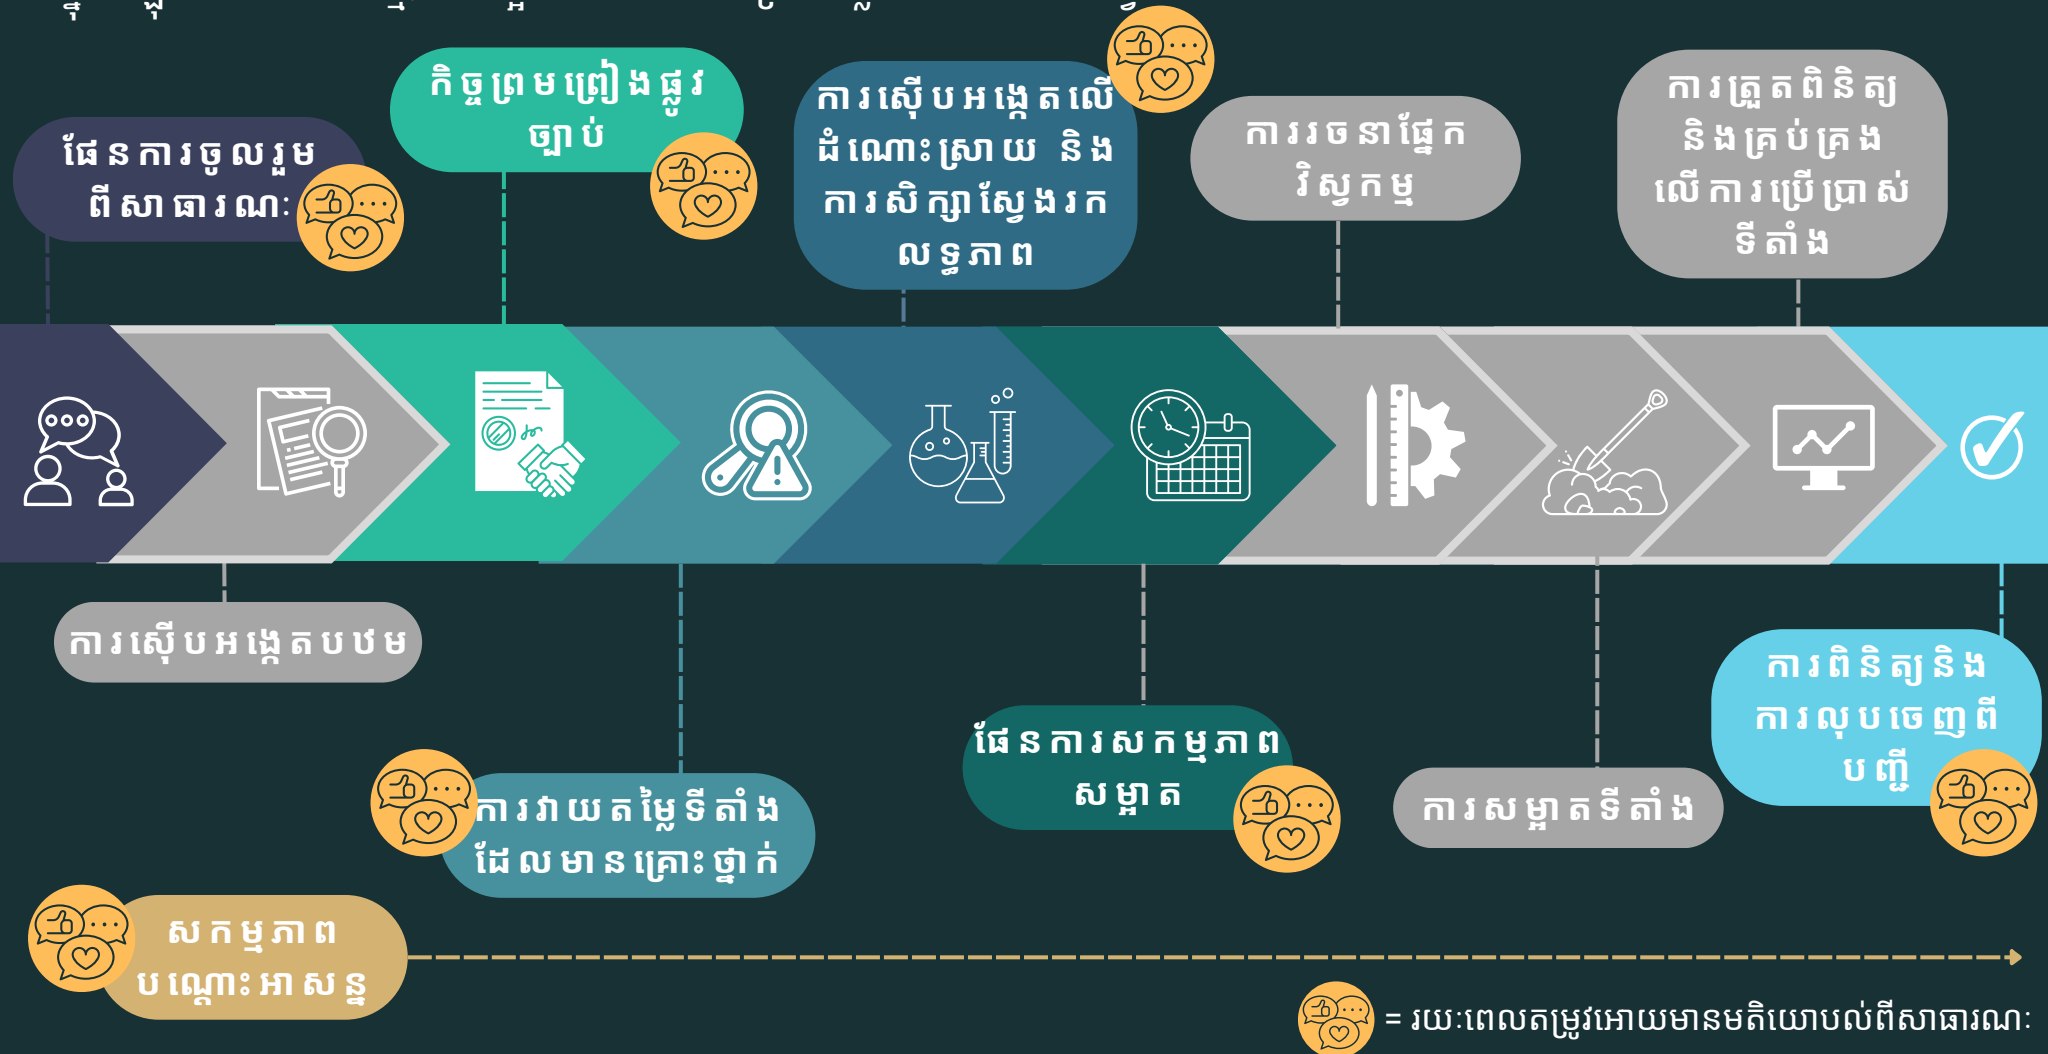 ផែនការចូលរួម
ពីសាធារណៈ
កិច្ចព្រមព្រៀងផ្លូវ
ច្បាប់
ការស៊ើបអង្កេតលើ
ដំណោះស្រាយ និង
ការសិក្សាស្វែងរក
លទ្ធភាព
ការរចនាផ្នែក
វិស្វកម្ម
ការត្រួតពិនិត្យ
និងគ្រប់គ្រង
លើការប្រើប្រាស់
ទីតាំង
ការស៊ើបអង្កេតបឋម
ការវាយតម្លៃទីតាំង
ដែលមានគ្រោះថ្នាក់
ផែនការសកម្មភាព
សម្អាត
ការសម្អាតទីតាំង
ការពិនិត្យនិង
ការលុបចេញពី
បញ្ជី
សកម្មភាព
បណ្តោះអាសន្ន
= រយៈពេលតម្រូវអោយមានមតិយោបល់ពីសាធារណៈ